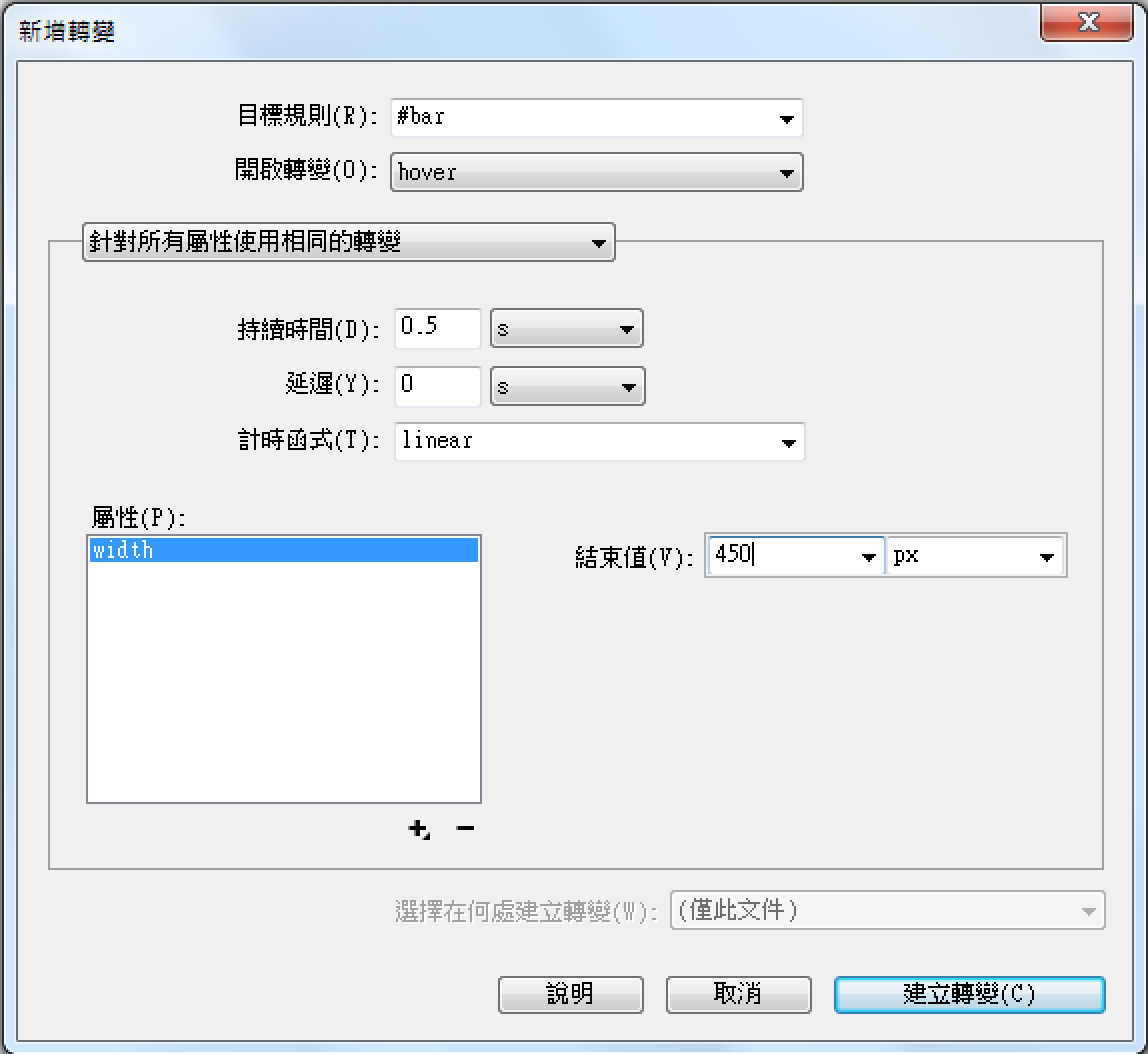 新增轉變
目標規則(R): #bar
開啟轉變(O): hover
針對所有屬性使用相同的轉變
持續時間(D): 0.5 s
延遲(Y): 0 s
計時函式(T): linear
屬性(P):
width
結束值(V): 450 px
選擇在何處建立轉變(W): (僅此文件)
說明 取消 建立轉變(C)